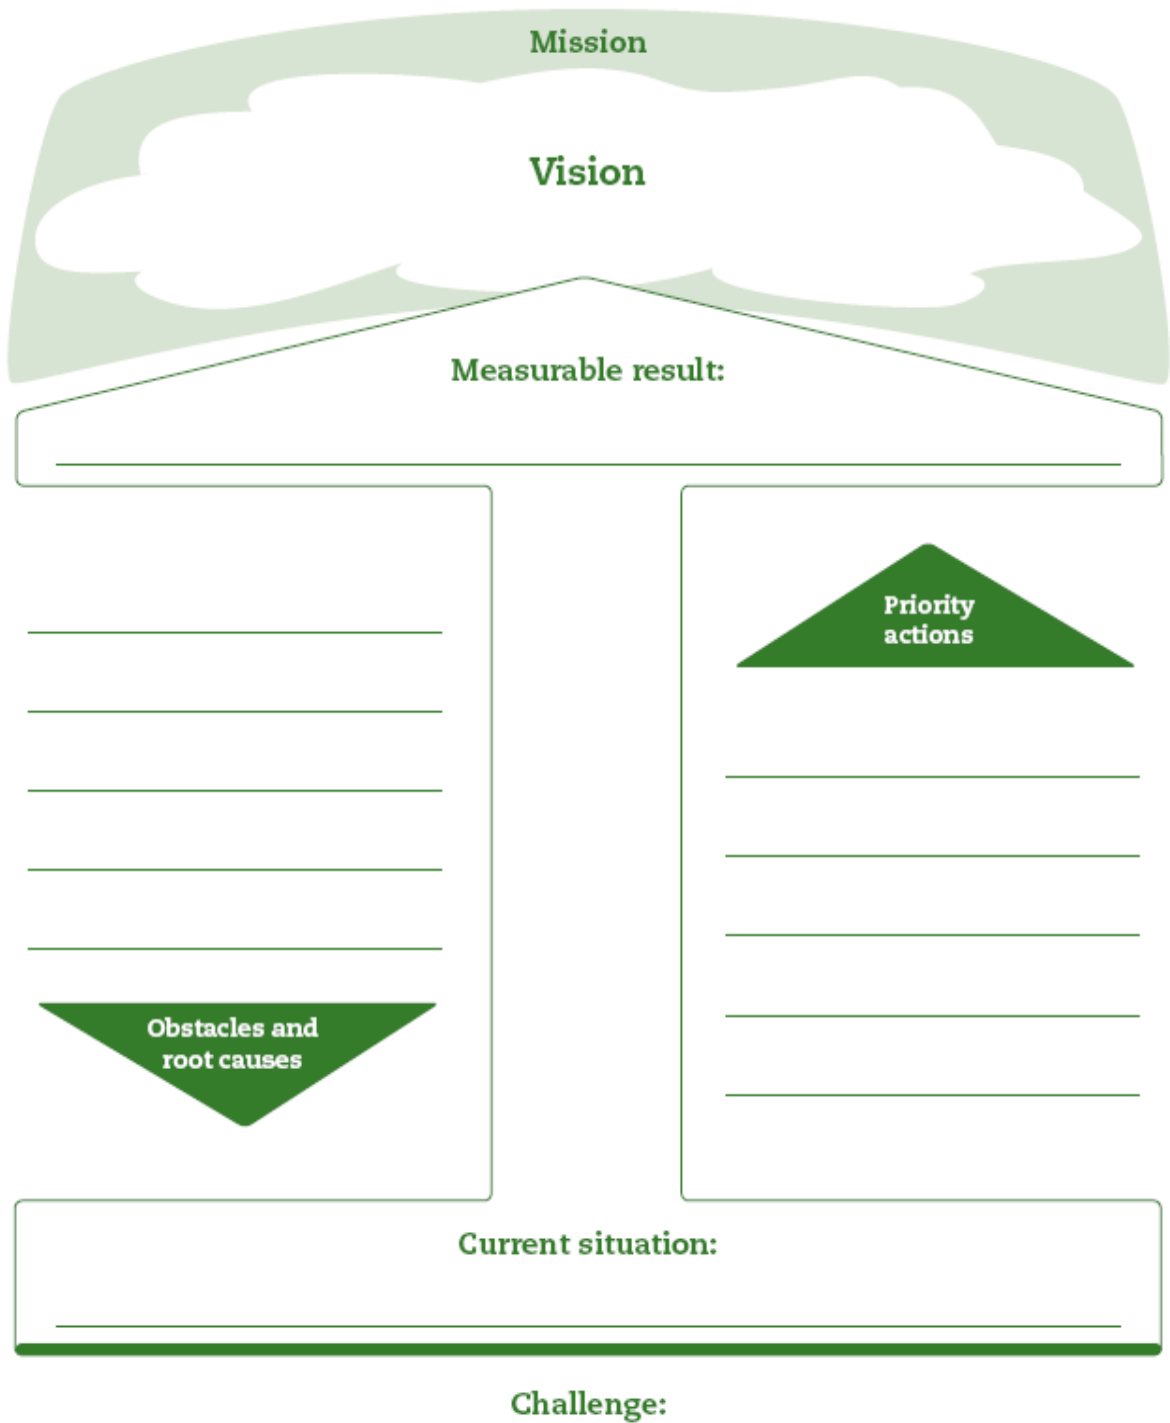 Mission
Vision
Measurable result:
Priority
actions
Obstacles and
root causes
Current situation:
Challenge: